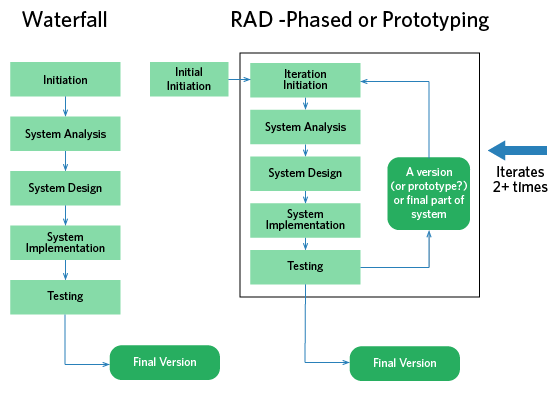 Waterfall
Initiation
System Analysis
System Design
System
Implementation
Testing
Final Version
RAD -Phased or Prototyping
Initial
Initiation
Iteration
Initiation
System Analysis
System Design
System
Implementation
Testing
A version
(or prototype?)
or final part of
system
Iterates
2+ times
Final Version